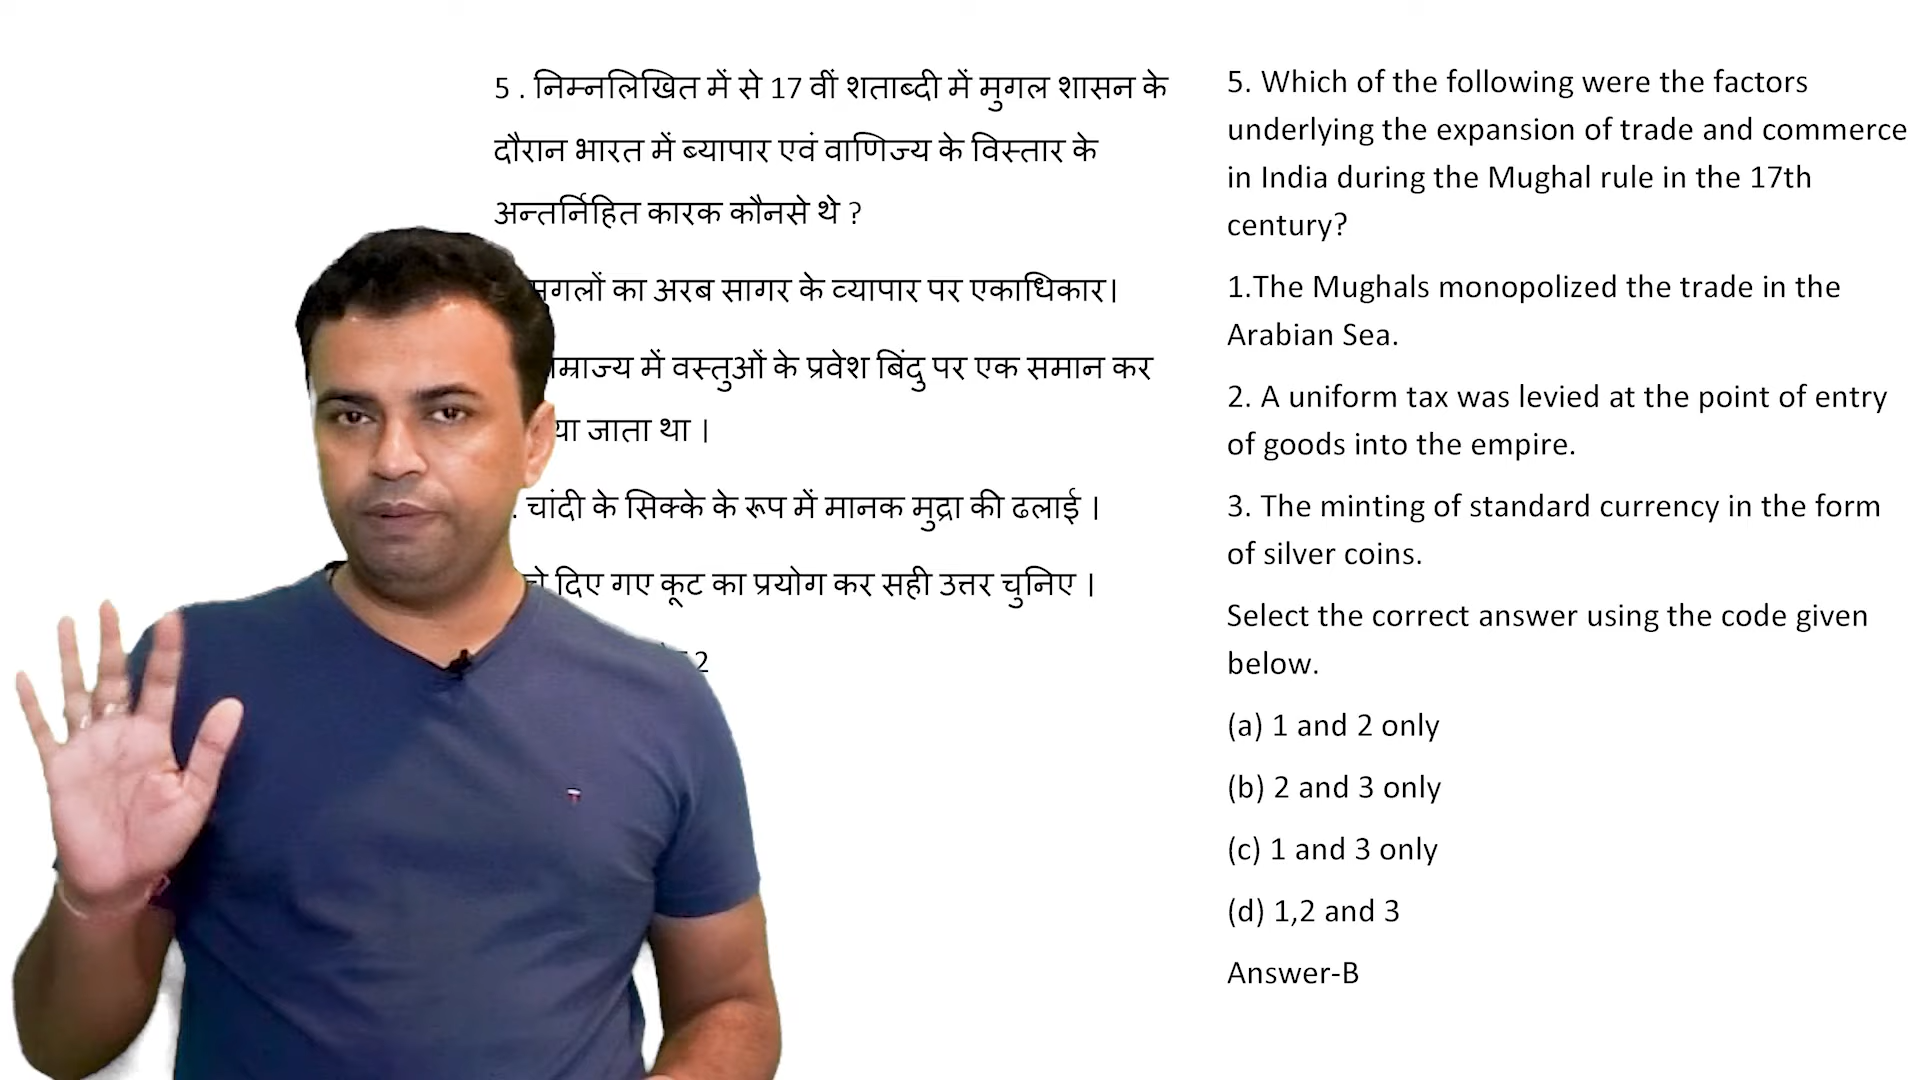 5 . निम्नलिखित में से 17 वीं शताब्दी में मुगल शासन के
दौरान भारत में ब्यापार एवं वाणिज्य के विस्तार के
अन्तर्निहित कारक कौनसे थे ?
का अरब सागर के व्यापार पर एकाधिकार।
में वस्तुओं के प्रवेश बिंदु पर एक समान कर
जाता था ।
. चांदी के सिक्के के रूप में मानक मुद्रा की ढलाई ।
दिए गए कूट का प्रयोग कर सही उत्तर चुनिए ।
2
5. Which of the following were the factors
underlying the expansion of trade and commerce
in India during the Mughal rule in the 17th
century?
1.The Mughals monopolized the trade in the
Arabian Sea.
2. A uniform tax was levied at the point of entry
of goods into the empire.
3. The minting of standard currency in the form
of silver coins.
Select the correct answer using the code given
below.
(a) 1 and 2 only
(b) 2 and 3 only
(c) 1 and 3 only
(d) 1,2 and 3
Answer-B